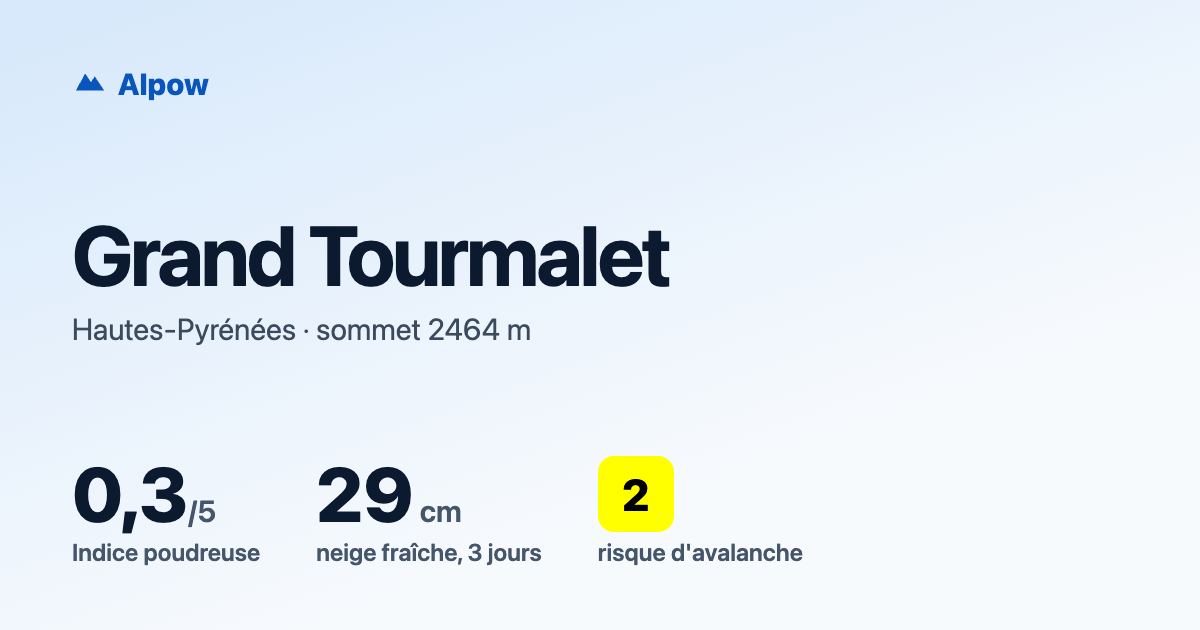 Alpow
Grand Tourmalet
Hautes-Pyrénées · sommet 2464 m
0,3/5
Indice poudreuse
29 cm
neige fraîche, 3 jours
2
risque d'avalanche